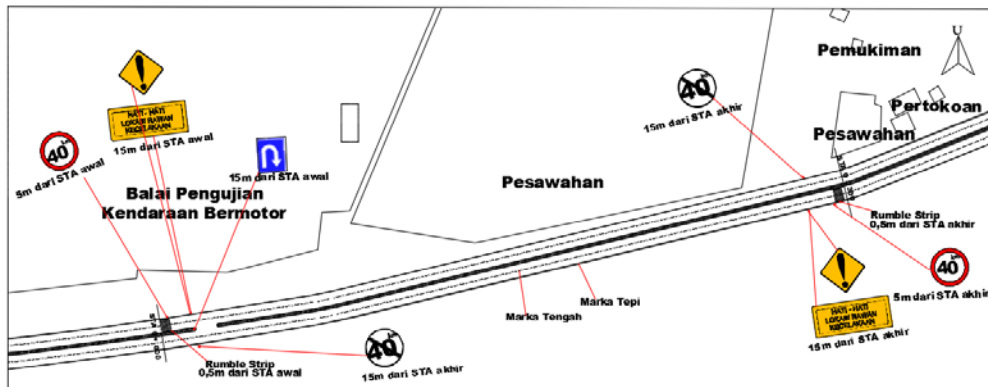 U
Pemukiman
Pertokoan
Pesawahan
40
15m dari STA akhir
HATI - HATI
LOKASI RAWAN
KECELAKAAN
15m dari STA awal
40
5m dari STA awal
15m dari STA awal
Balai Pengujian
Kendaraan Bermotor
Pesawahan
Rumble Strip
0,5m dari STA akhir
40
5m dari STA akhir
HATI - HATI
LOKASI RAWAN
KECELAKAAN
15m dari STA akhir
Marka Tepi
Marka Tengah
Rumble Strip
0,5m dari STA awal
40
15m dari STA akhir